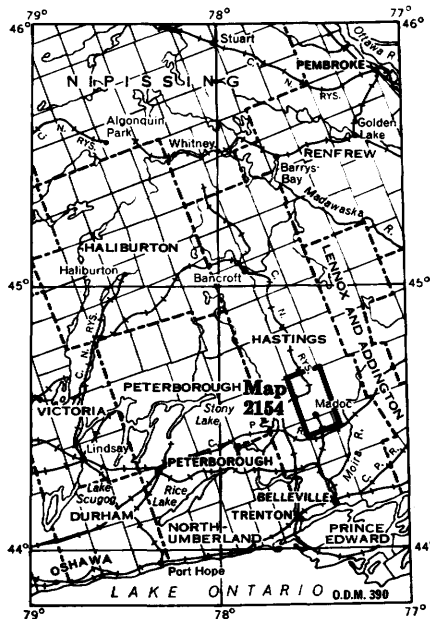 79° 78° 77°
46° 46°
Stuart
Ottawa R.
PEMBROKE
NIPISSING
C. N. RYS.
Algonquin Park
Golden Lake
C. N. RYS.
Whitney
RENFREW
Barrys Bay
Madawaska R.
HALIBURTON
Haliburton
45° 45°
Bancroft
LENNOX AND ADDINGTON
C. N. RYS.
C. N. RYS.
HASTINGS
PETERBOROUGH
Map 2154
Madoc
VICTORIA
Stony Lake
C. P. R.
Lindsay
PETERBOROUGH
Moira R.
C. P. R.
Lake Scugog
Rice Lake
BELLEVILLE
DURHAM
TRENTON
NORTH-
UMBERLAND
PRINCE EDWARD
44° 44°
OSHAWA
Port Hope
LAKE ONTARIO
O.D.M. 390
79° 78° 77°